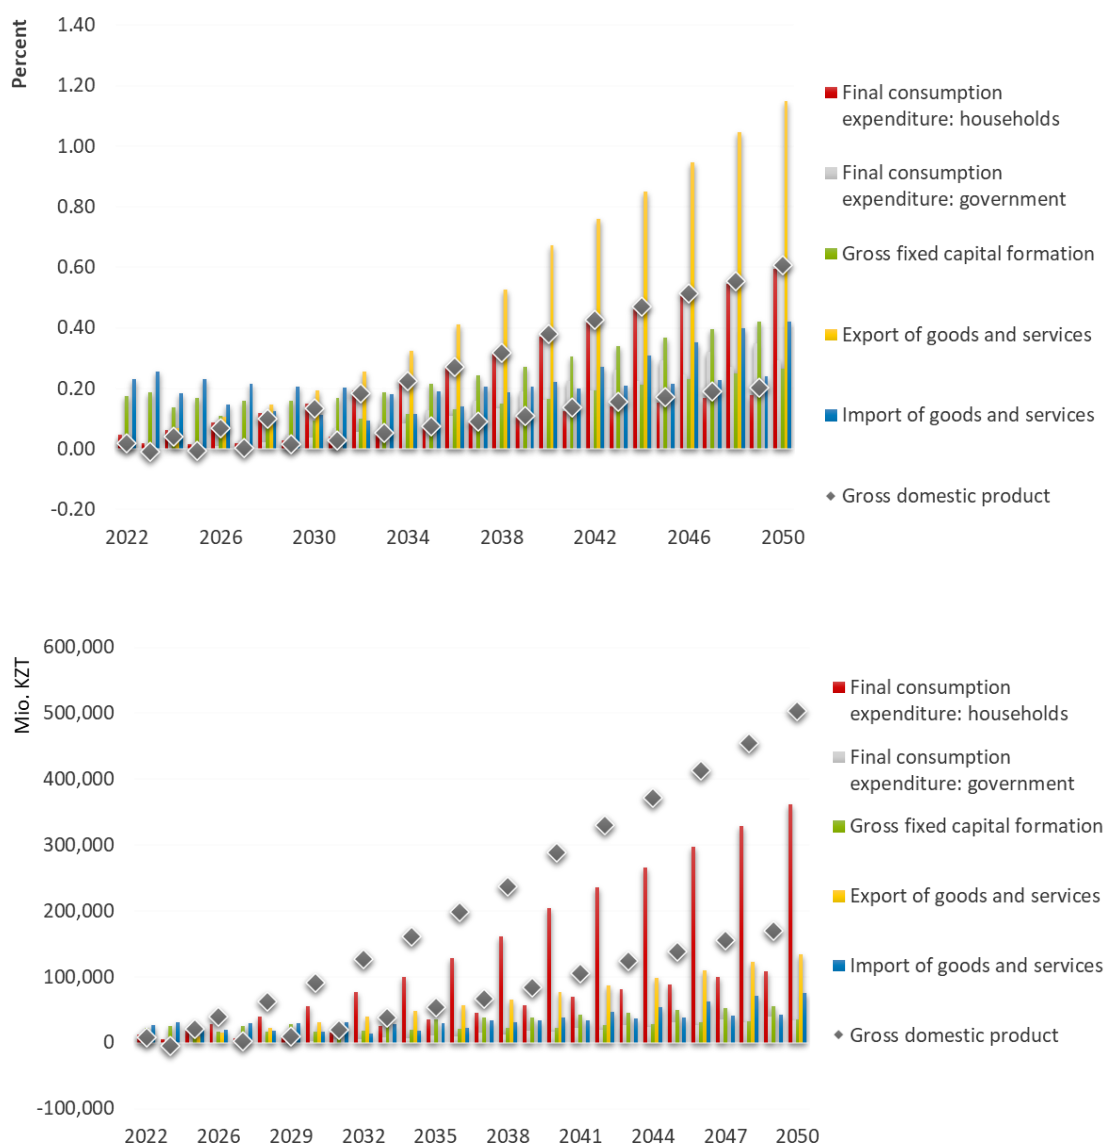 Percent
1.40
1.20
1.00
0.80
0.60
0.40
0.20
0.00
-0.20
2022 2026 2030 2034 2038 2042 2046 2050
Final consumption
expenditure: households
Final consumption
expenditure: government
Gross fixed capital formation
Export of goods and services
Import of goods and services
Gross domestic product
Mio. KZT
600,000
500,000
400,000
300,000
200,000
100,000
0
-100,000
2022 2026 2029 2032 2035 2038 2041 2044 2047 2050
Final consumption
expenditure: households
Final consumption
expenditure: government
Gross fixed capital formation
Export of goods and services
Import of goods and services
Gross domestic product